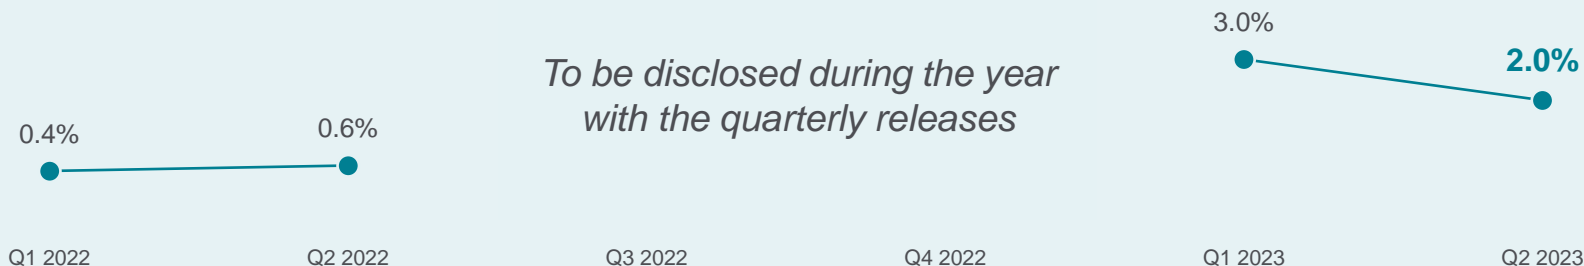 3.0%
To be disclosed during the year
2.0%
with the quarterly releases
0.4%
0.6%
Q1 2022
Q2 2022
Q3 2022
Q4 2022
Q1 2023
Q2 2023